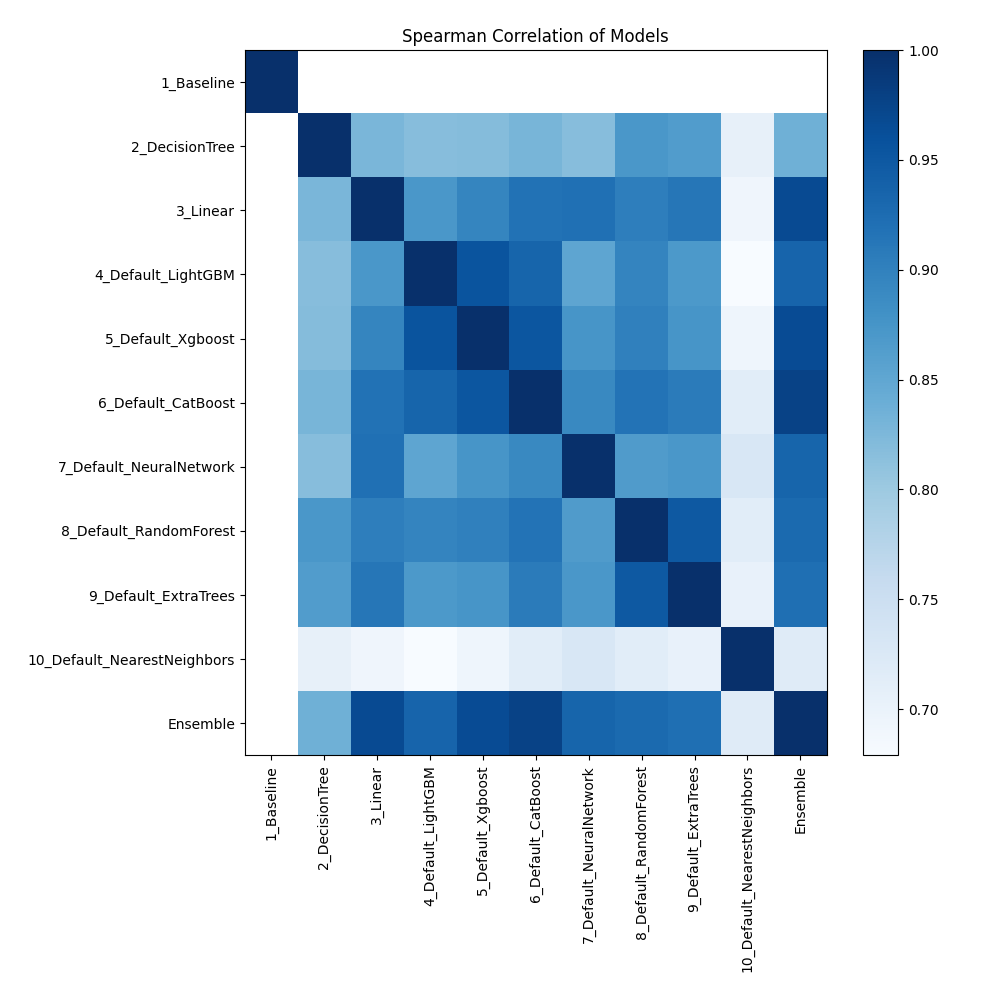 Spearman Correlation of Models
1_Baseline
2_DecisionTree
3_Linear
4_Default_LightGBM
5_Default_Xgboost
6_Default_CatBoost
7_Default_NeuralNetwork
8_Default_RandomForest
9_Default_ExtraTrees
10_Default_NearestNeighbors
Ensemble
1_Baseline
2_DecisionTree
3_Linear
4_Default_LightGBM
5_Default_Xgboost
6_Default_CatBoost
7_Default_NeuralNetwork
8_Default_RandomForest
9_Default_ExtraTrees
10_Default_NearestNeighbors
Ensemble
1.00
0.95
0.90
0.85
0.80
0.75
0.70